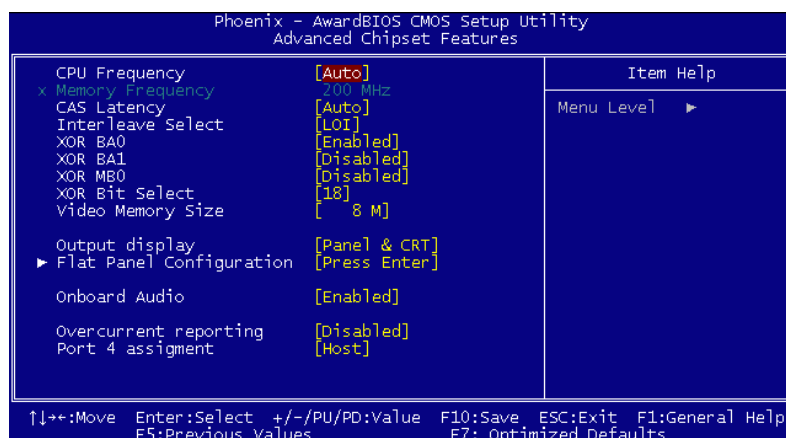 Phoenix - AwardBIOS CMOS Setup Utility
Advanced Chipset Features
CPU Frequency [Auto]
x Memory Frequency 200 MHz
CAS Latency [Auto]
Interleave Select [LOI]
XOR BA0 [Enabled]
XOR BA1 [Disabled]
XOR MB0 [Disabled]
XOR Bit Select [18]
Video Memory Size [ 8 M]
Output display [Panel & CRT]
► Flat Panel Configuration [Press Enter]
Onboard Audio [Enabled]
Overcurrent reporting [Disabled]
Port 4 assigment [Host]
Item Help
Menu Level ►
↑↓→←:Move Enter:Select +/-/PU/PD:Value F10:Save ESC:Exit F1:General Help
F5:Previous Values F7: Optimized Defaults